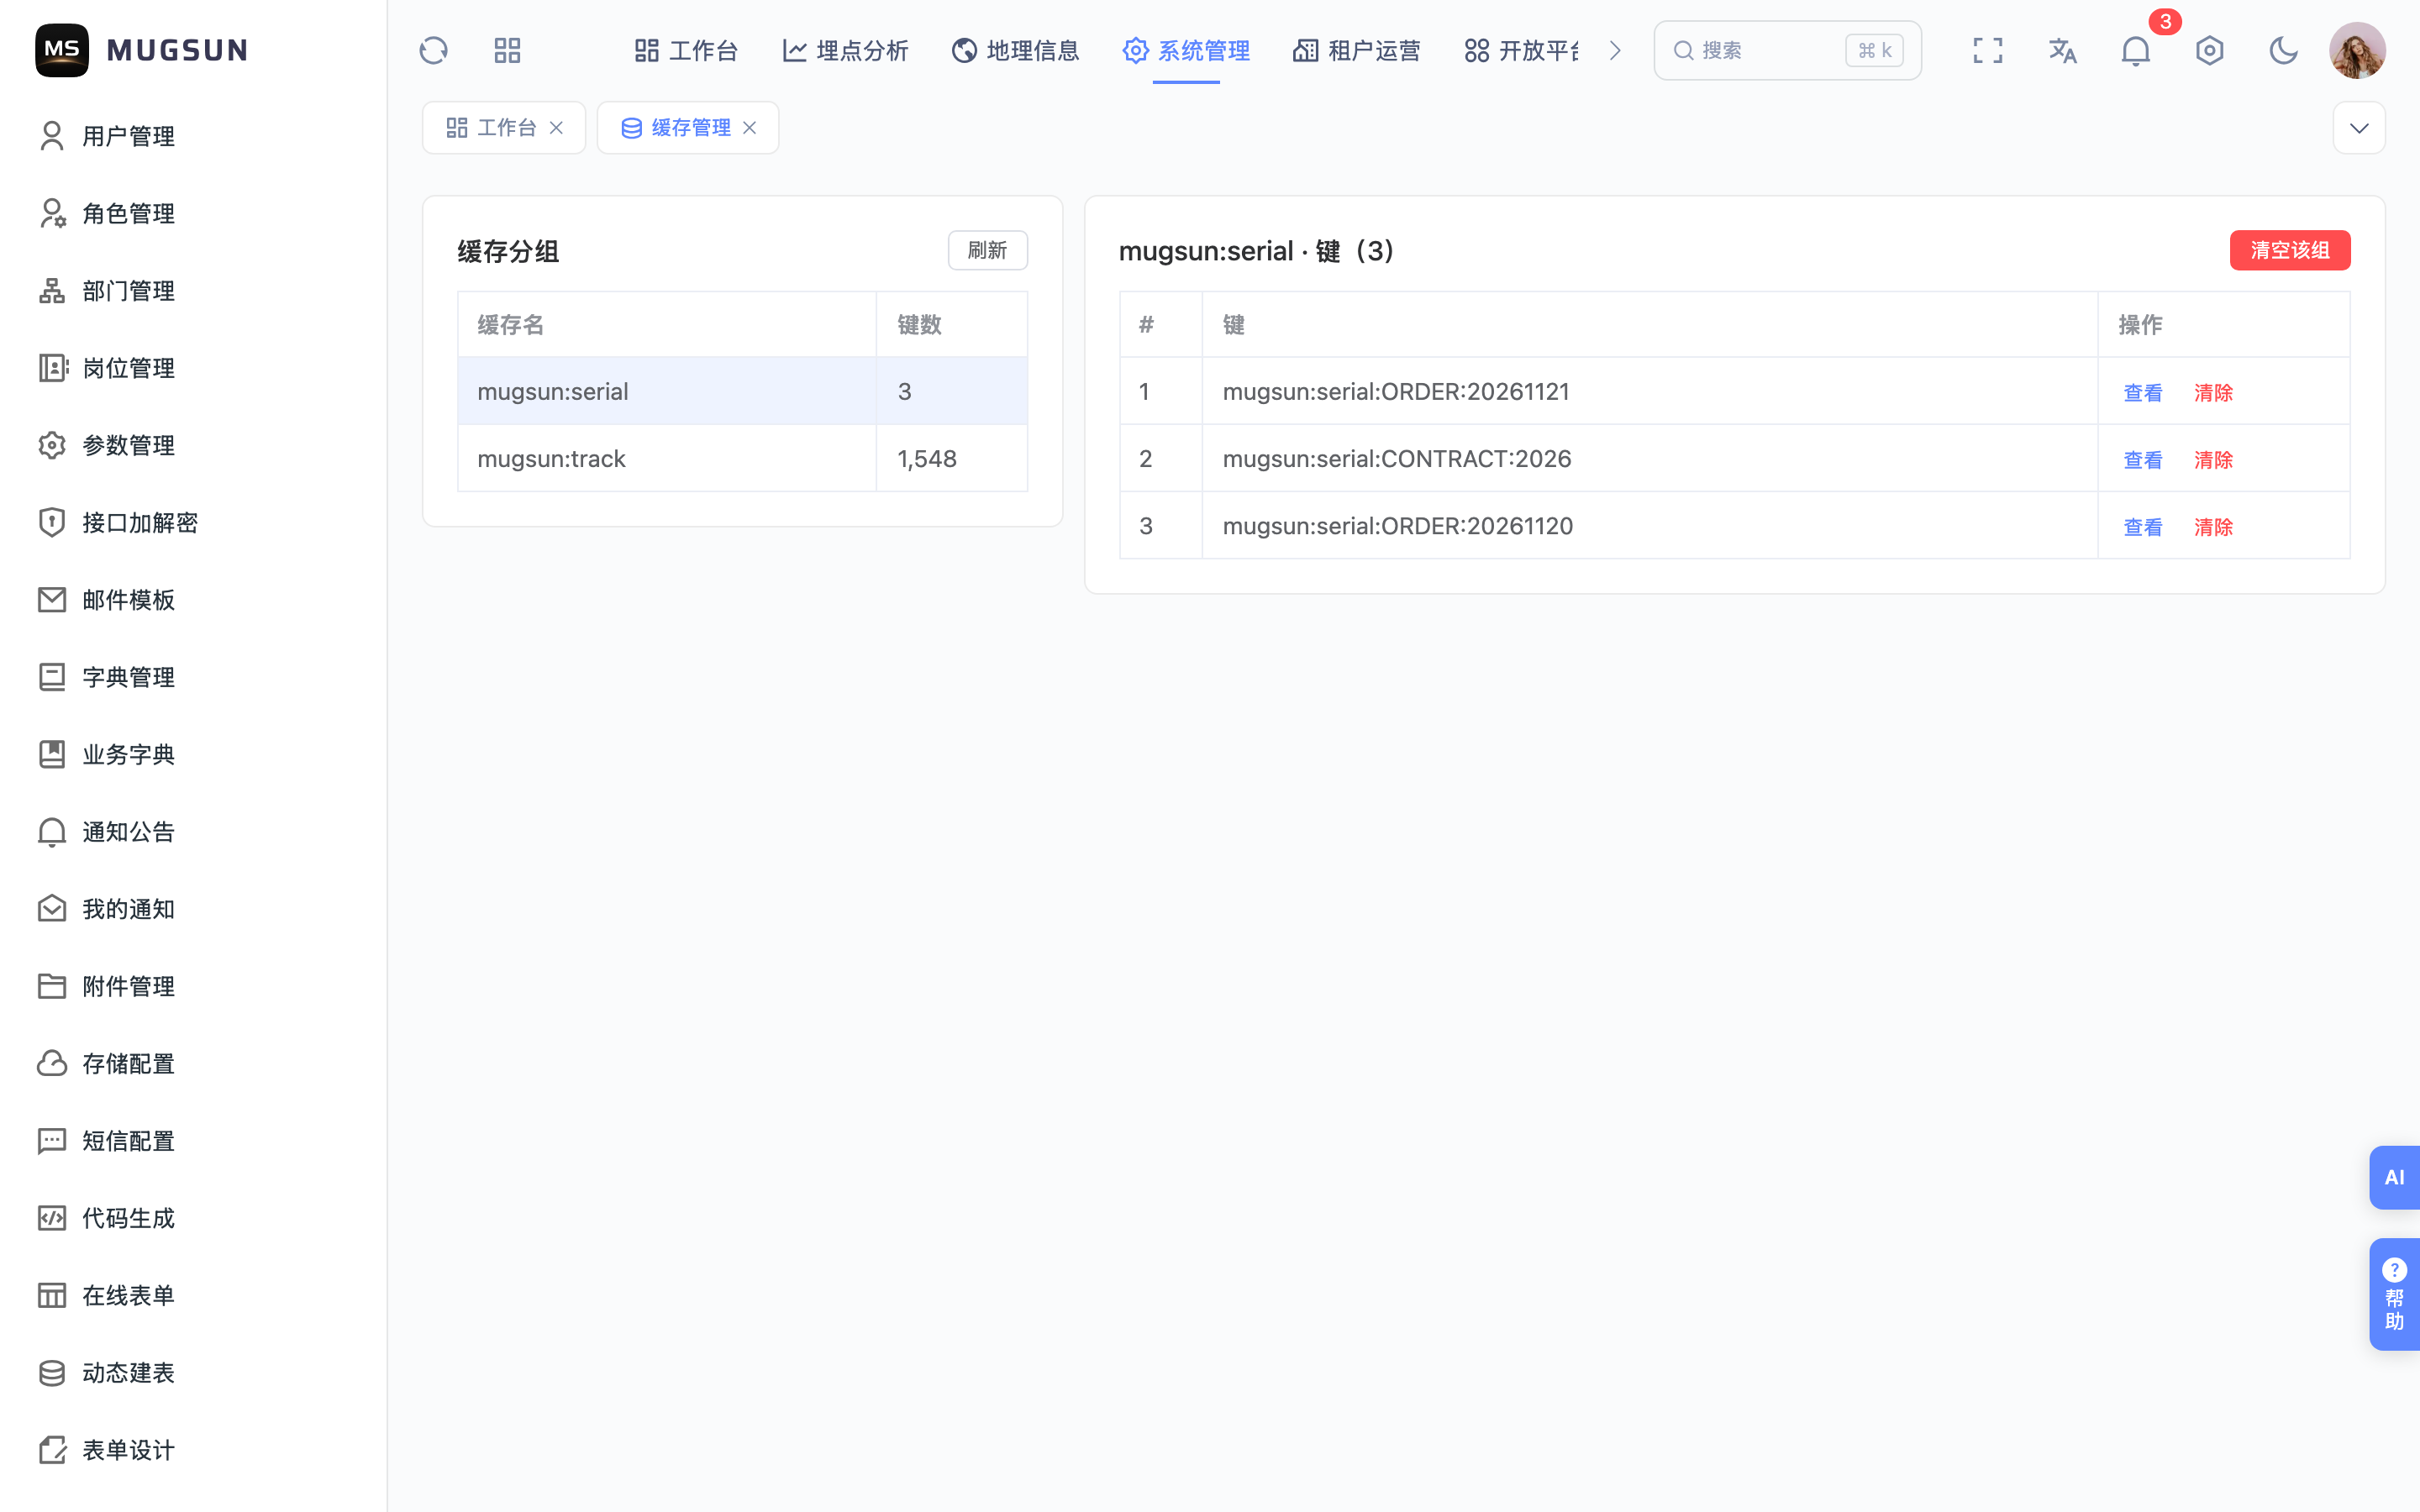 MS MUGSUN
工作台 埋点分析 地理信息 系统管理 租户运营 开放平台 搜索 ⌘ k 3
工作台 缓存管理
用户管理
角色管理
部门管理
岗位管理
参数管理
接口加解密
邮件模板
字典管理
业务字典
通知公告
我的通知
附件管理
存储配置
短信配置
代码生成
在线表单
动态建表
表单设计
缓存分组 刷新
缓存名 键数
mugsun:serial 3
mugsun:track 1,548
mugsun:serial · 键（3） 清空该组
# 键 操作
1 mugsun:serial:ORDER:20261121 查看 清除
2 mugsun:serial:CONTRACT:2026 查看 清除
3 mugsun:serial:ORDER:20261120 查看 清除
AI
?
帮
助